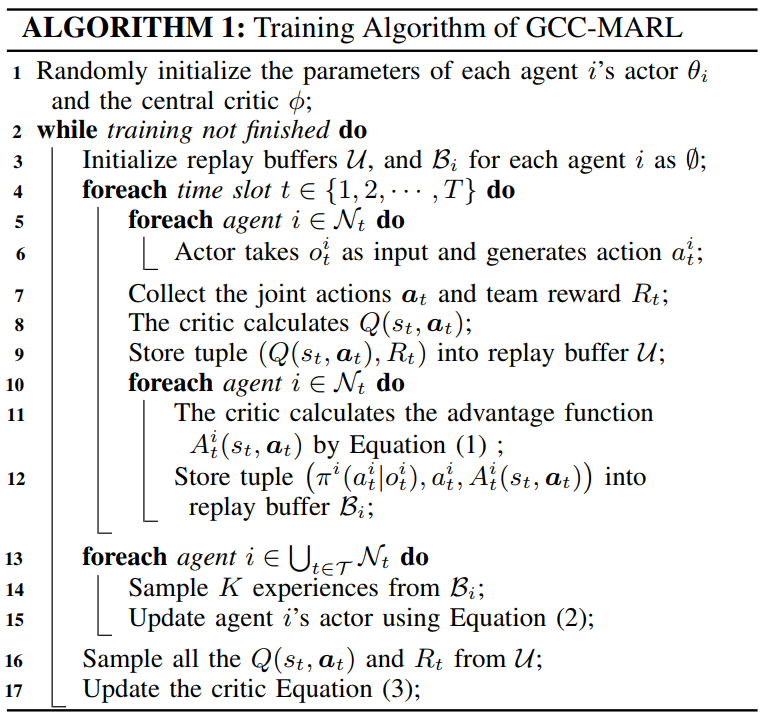 ALGORITHM 1: Training Algorithm of GCC-MARL
1 Randomly initialize the parameters of each agent i's actor θ_i
and the central critic ϕ;
2 while training not finished do
3 Initialize replay buffers 𝒰, and ℬ_i for each agent i as ∅;
4 foreach time slot t ∈ {1, 2, ⋯ , T} do
5 foreach agent i ∈ 𝒩_t do
6 Actor takes o_t^i as input and generates action a_t^i;
7 Collect the joint actions 𝒂_t and team reward R_t;
8 The critic calculates Q(s_t, 𝒂_t);
9 Store tuple (Q(s_t, 𝒂_t), R_t) into replay buffer 𝒰;
10 foreach agent i ∈ 𝒩_t do
11 The critic calculates the advantage function
A_t^i(s_t, 𝒂_t) by Equation (1) ;
12 Store tuple (π^i(a_t^i|o_t^i), a_t^i, A_t^i(s_t, 𝒂_t)) into
replay buffer ℬ_i;
13 foreach agent i ∈ ⋃_{t∈𝒯} 𝒩_t do
14 Sample K experiences from ℬ_i;
15 Update agent i's actor using Equation (2);
16 Sample all the Q(s_t, 𝒂_t) and R_t from 𝒰;
17 Update the critic Equation (3);